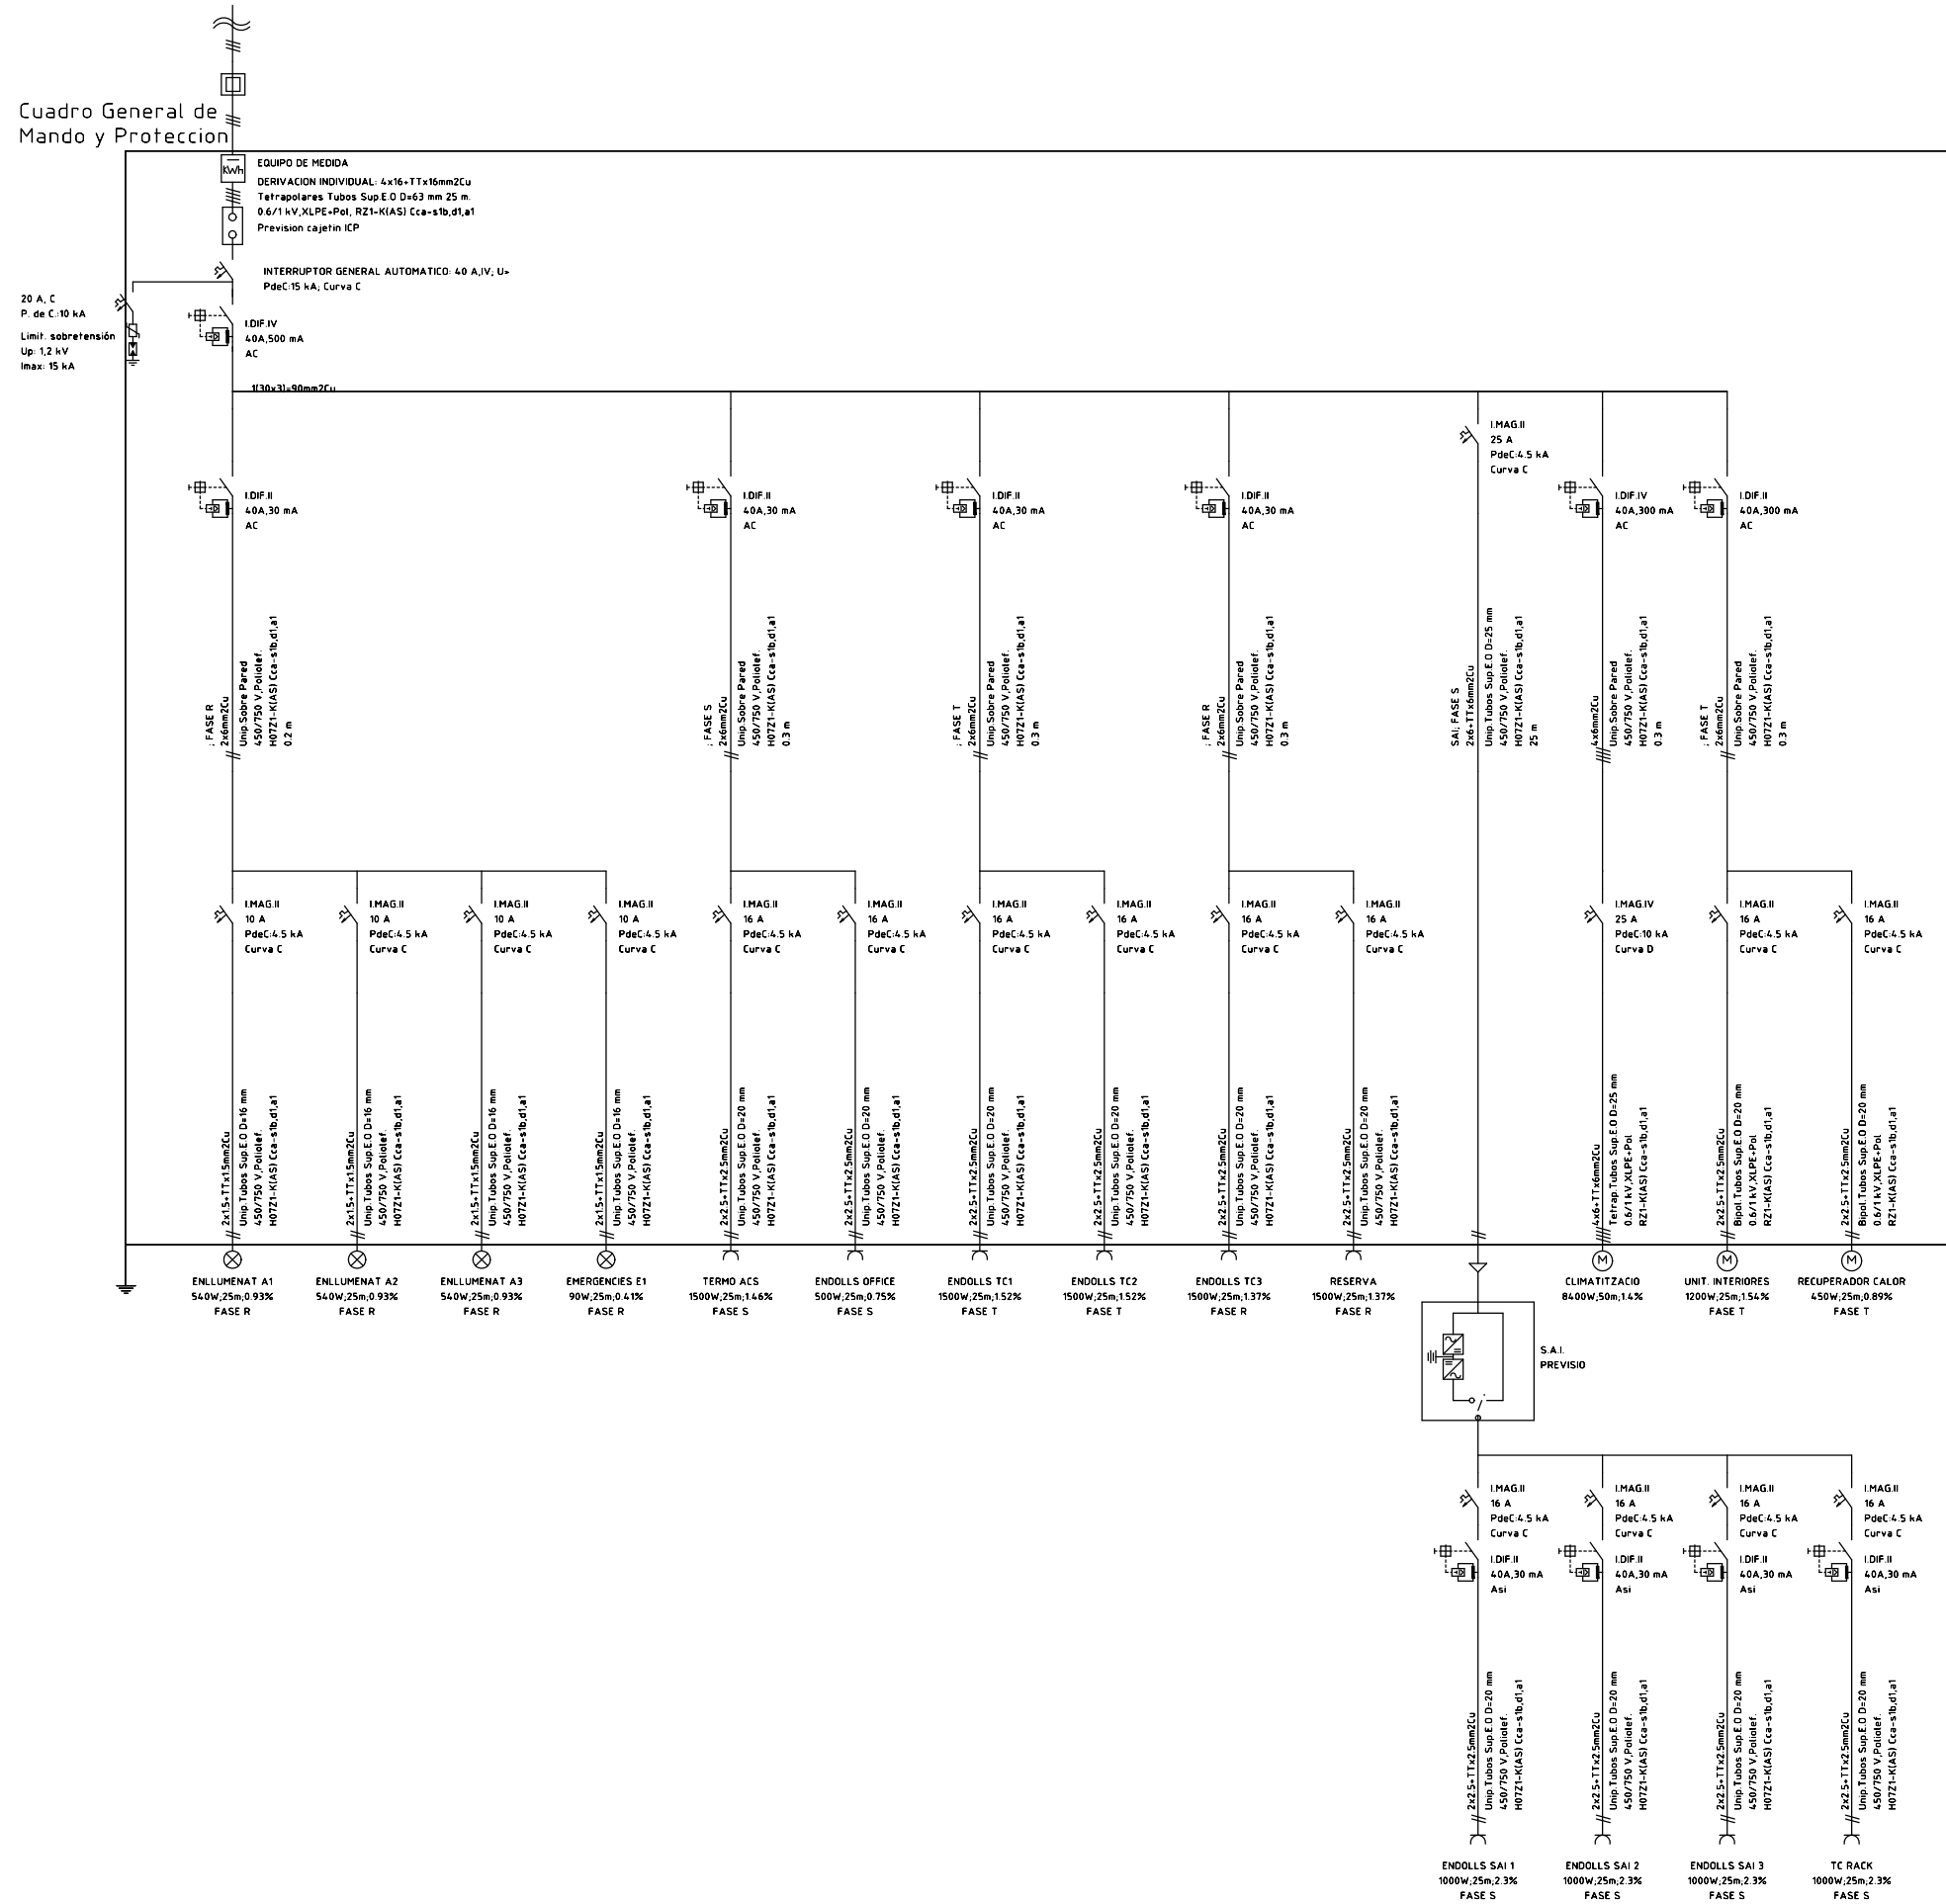 Cuadro General de
Mando y Proteccion
KWh
EQUIPO DE MEDIDA
DERIVACION INDIVIDUAL: 4x16+TTx16mm2Cu
Tetrapolares Tubos Sup.E.O D=63 mm 25 m.
0.6/1 kV,XLPE+Pol, RZ1-K(AS) Cca-s1b,d1,a1
Prevision cajetin ICP
INTERRUPTOR GENERAL AUTOMATICO: 40 A,IV; U>
PdeC:15 kA; Curva C
20 A, C
P. de C.:10 kA
Limit. sobretensión
Up: 1,2 kV
Imax: 15 kA
I.DIF.IV
40A,500 mA
AC
1(30x3)=90mm2Cu
I.DIF.II
40A,30 mA
AC
I.DIF.II
40A,30 mA
AC
I.DIF.II
40A,30 mA
AC
I.DIF.II
40A,30 mA
AC
I.MAG.II
25 A
PdeC:4.5 kA
Curva C
I.DIF.IV
40A,300 mA
AC
I.DIF.II
40A,300 mA
AC
; FASE R
2x6mm2Cu
Unip.Sobre Pared
450/750 V,Poliolef.
H07Z1-K(AS) Cca-s1b,d1,a1
0.2 m
; FASE S
2x6mm2Cu
Unip.Sobre Pared
450/750 V,Poliolef.
H07Z1-K(AS) Cca-s1b,d1,a1
0.3 m
; FASE T
2x6mm2Cu
Unip.Sobre Pared
450/750 V,Poliolef.
H07Z1-K(AS) Cca-s1b,d1,a1
0.3 m
; FASE R
2x6mm2Cu
Unip.Sobre Pared
450/750 V,Poliolef.
H07Z1-K(AS) Cca-s1b,d1,a1
0.3 m
SAI; FASE S
2x6+TTx6mm2Cu
Unip.Tubos Sup.E.O D=25 mm
450/750 V,Poliolef.
H07Z1-K(AS) Cca-s1b,d1,a1
25 m
4x6mm2Cu
Unip.Sobre Pared
450/750 V,Poliolef.
H07Z1-K(AS) Cca-s1b,d1,a1
0.3 m
; FASE T
2x6mm2Cu
Unip.Sobre Pared
450/750 V,Poliolef.
H07Z1-K(AS) Cca-s1b,d1,a1
0.3 m
I.MAG.II
10 A
PdeC:4.5 kA
Curva C
I.MAG.II
10 A
PdeC:4.5 kA
Curva C
I.MAG.II
10 A
PdeC:4.5 kA
Curva C
I.MAG.II
10 A
PdeC:4.5 kA
Curva C
I.MAG.II
16 A
PdeC:4.5 kA
Curva C
I.MAG.II
16 A
PdeC:4.5 kA
Curva C
I.MAG.II
16 A
PdeC:4.5 kA
Curva C
I.MAG.II
16 A
PdeC:4.5 kA
Curva C
I.MAG.II
16 A
PdeC:4.5 kA
Curva C
I.MAG.II
16 A
PdeC:4.5 kA
Curva C
I.MAG.IV
25 A
PdeC:10 kA
Curva D
I.MAG.II
16 A
PdeC:4.5 kA
Curva C
I.MAG.II
16 A
PdeC:4.5 kA
Curva C
2x1.5+TTx1.5mm2Cu
Unip.Tubos Sup.E.O D=16 mm
450/750 V,Poliolef.
H07Z1-K(AS) Cca-s1b,d1,a1
2x1.5+TTx1.5mm2Cu
Unip.Tubos Sup.E.O D=16 mm
450/750 V,Poliolef.
H07Z1-K(AS) Cca-s1b,d1,a1
2x1.5+TTx1.5mm2Cu
Unip.Tubos Sup.E.O D=16 mm
450/750 V,Poliolef.
H07Z1-K(AS) Cca-s1b,d1,a1
2x1.5+TTx1.5mm2Cu
Unip.Tubos Sup.E.O D=16 mm
450/750 V,Poliolef.
H07Z1-K(AS) Cca-s1b,d1,a1
2x2.5+TTx2.5mm2Cu
Unip.Tubos Sup.E.O D=20 mm
450/750 V,Poliolef.
H07Z1-K(AS) Cca-s1b,d1,a1
2x2.5+TTx2.5mm2Cu
Unip.Tubos Sup.E.O D=20 mm
450/750 V,Poliolef.
H07Z1-K(AS) Cca-s1b,d1,a1
2x2.5+TTx2.5mm2Cu
Unip.Tubos Sup.E.O D=20 mm
450/750 V,Poliolef.
H07Z1-K(AS) Cca-s1b,d1,a1
2x2.5+TTx2.5mm2Cu
Unip.Tubos Sup.E.O D=20 mm
450/750 V,Poliolef.
H07Z1-K(AS) Cca-s1b,d1,a1
2x2.5+TTx2.5mm2Cu
Unip.Tubos Sup.E.O D=20 mm
450/750 V,Poliolef.
H07Z1-K(AS) Cca-s1b,d1,a1
2x2.5+TTx2.5mm2Cu
Unip.Tubos Sup.E.O D=20 mm
450/750 V,Poliolef.
H07Z1-K(AS) Cca-s1b,d1,a1
4x6+TTx6mm2Cu
Tetrap.Tubos Sup.E.O D=25 mm
0.6/1 kV,XLPE+Pol
RZ1-K(AS) Cca-s1b,d1,a1
2x2.5+TTx2.5mm2Cu
Bipol.Tubos Sup.E.O D=20 mm
0.6/1 kV,XLPE+Pol
RZ1-K(AS) Cca-s1b,d1,a1
2x2.5+TTx2.5mm2Cu
Bipol.Tubos Sup.E.O D=20 mm
0.6/1 kV,XLPE+Pol
RZ1-K(AS) Cca-s1b,d1,a1
M
M
M
ENLLUMENAT A1
540W;25m;0.93%
FASE R
ENLLUMENAT A2
540W;25m;0.93%
FASE R
ENLLUMENAT A3
540W;25m;0.93%
FASE R
EMERGENCIES E1
90W;25m;0.41%
FASE R
TERMO ACS
1500W;25m;1.46%
FASE S
ENDOLLS OFFICE
500W;25m;0.75%
FASE S
ENDOLLS TC1
1500W;25m;1.52%
FASE T
ENDOLLS TC2
1500W;25m;1.52%
FASE T
ENDOLLS TC3
1500W;25m;1.37%
FASE R
RESERVA
1500W;25m;1.37%
FASE R
CLIMATITZACIO
8400W;50m;1.4%
UNIT. INTERIORES
1200W;25m;1.54%
FASE T
RECUPERADOR CALOR
450W;25m;0.89%
FASE T
S.A.I.
PREVISIO
I.MAG.II
16 A
PdeC:4.5 kA
Curva C
I.MAG.II
16 A
PdeC:4.5 kA
Curva C
I.MAG.II
16 A
PdeC:4.5 kA
Curva C
I.MAG.II
16 A
PdeC:4.5 kA
Curva C
I.DIF.II
40A,30 mA
Asi
I.DIF.II
40A,30 mA
Asi
I.DIF.II
40A,30 mA
Asi
I.DIF.II
40A,30 mA
Asi
2x2.5+TTx2.5mm2Cu
Unip.Tubos Sup.E.O D=20 mm
450/750 V,Poliolef.
H07Z1-K(AS) Cca-s1b,d1,a1
2x2.5+TTx2.5mm2Cu
Unip.Tubos Sup.E.O D=20 mm
450/750 V,Poliolef.
H07Z1-K(AS) Cca-s1b,d1,a1
2x2.5+TTx2.5mm2Cu
Unip.Tubos Sup.E.O D=20 mm
450/750 V,Poliolef.
H07Z1-K(AS) Cca-s1b,d1,a1
2x2.5+TTx2.5mm2Cu
Unip.Tubos Sup.E.O D=20 mm
450/750 V,Poliolef.
H07Z1-K(AS) Cca-s1b,d1,a1
ENDOLLS SAI 1
1000W;25m;2.3%
FASE S
ENDOLLS SAI 2
1000W;25m;2.3%
FASE S
ENDOLLS SAI 3
1000W;25m;2.3%
FASE S
TC RACK
1000W;25m;2.3%
FASE S